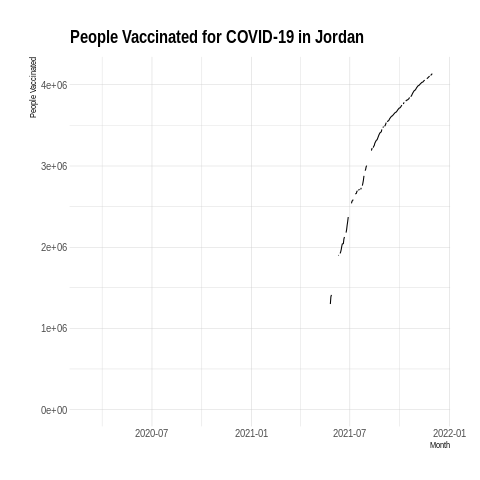 People Vaccinated for COVID-19 in Jordan
People Vaccinated
4e+06
3e+06
2e+06
1e+06
0e+00
2020-07 2021-01 2021-07 2022-01
Month